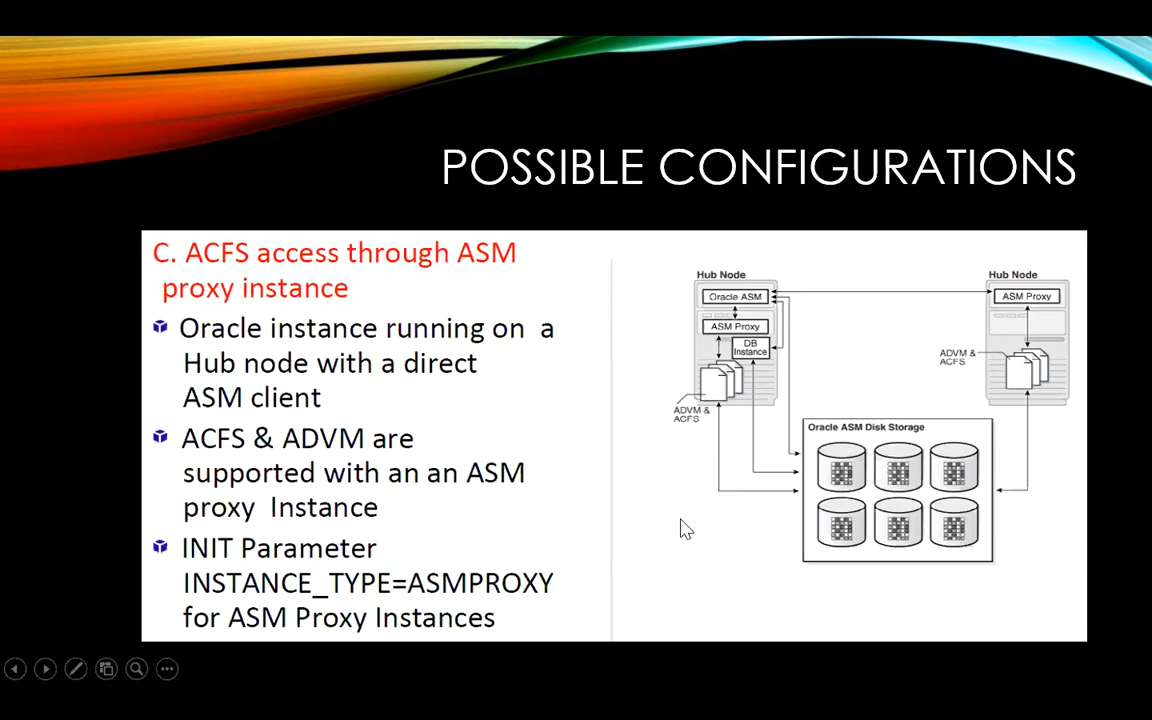 POSSIBLE CONFIGURATIONS
C. ACFS access through ASM
proxy instance
Oracle instance running on a
Hub node with a direct
ASM client
ACFS & ADVM are
supported with an an ASM
proxy Instance
INIT Parameter
INSTANCE_TYPE=ASMPROXY
for ASM Proxy Instances
Hub Node
Oracle ASM
ASM Proxy
DB
Instance
ADVM &
ACFS
Hub Node
ASM Proxy
ADVM &
ACFS
Oracle ASM Disk Storage